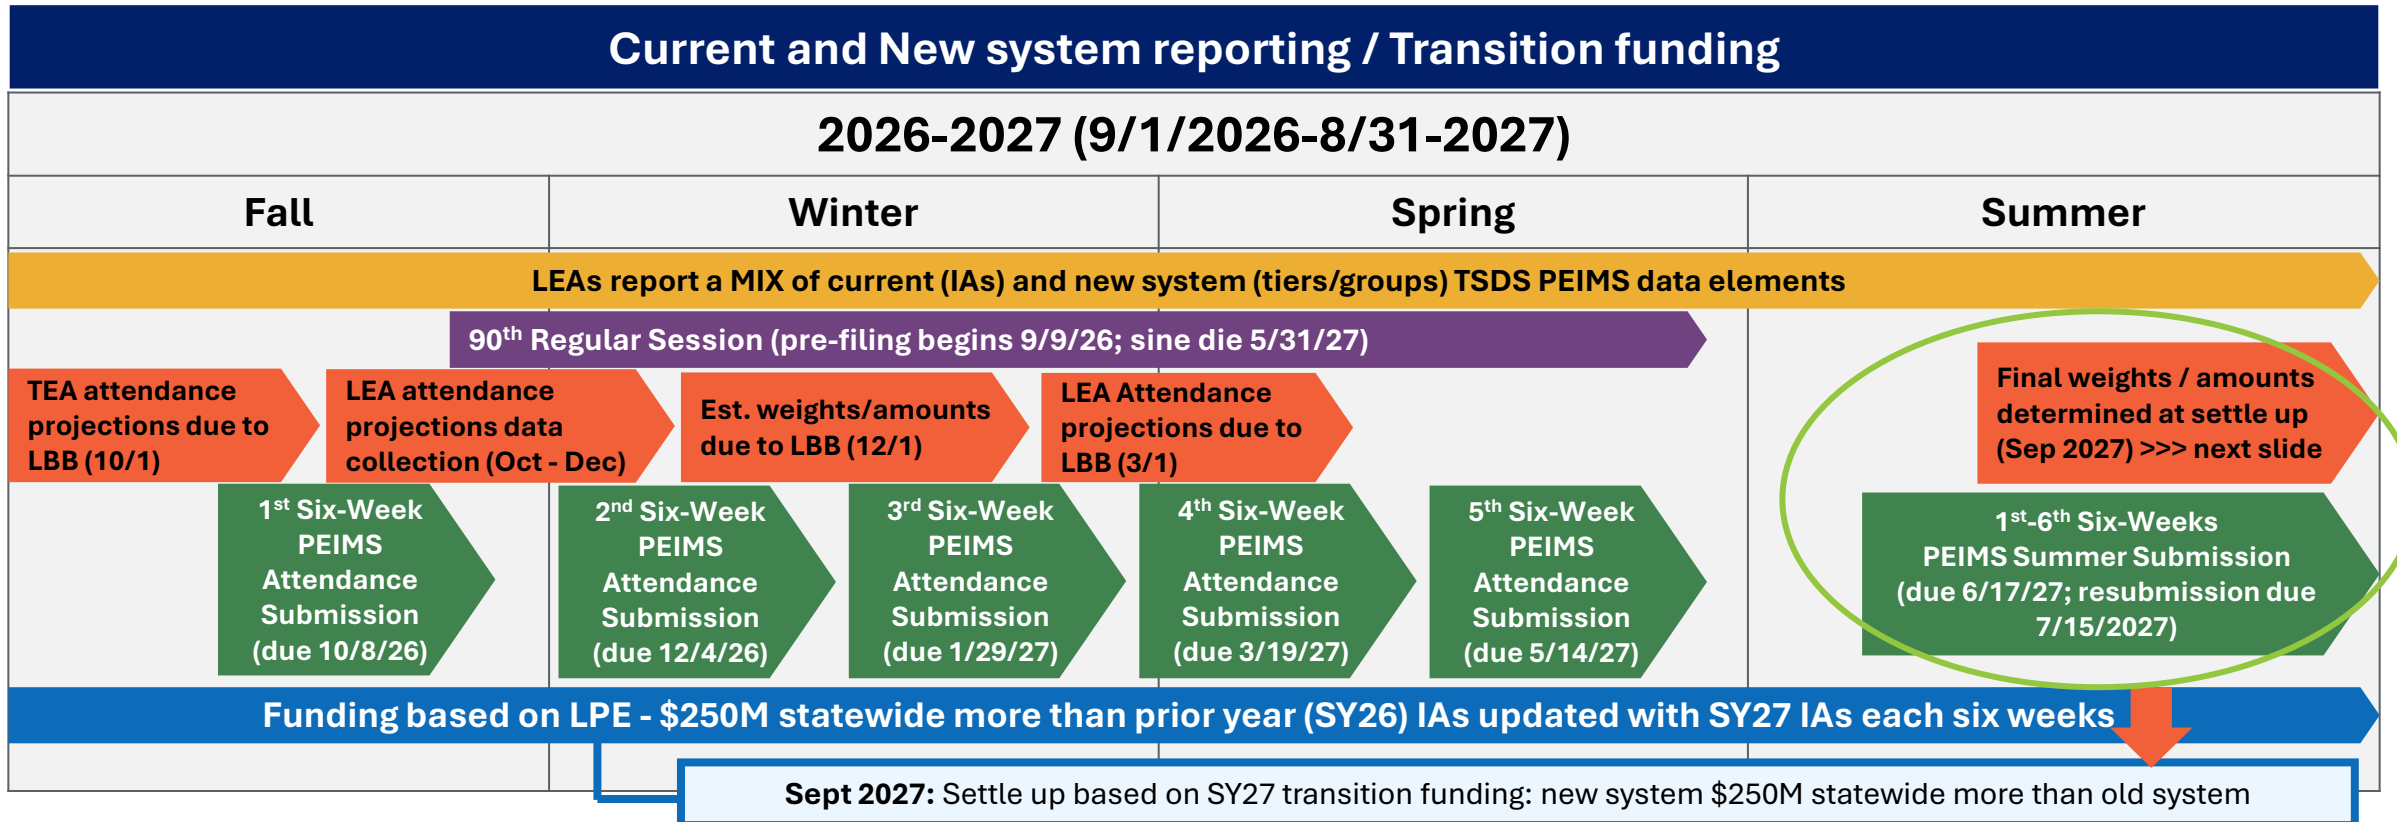 Current and New system reporting / Transition funding
2026-2027 (9/1/2026-8/31-2027)
Fall
Winter
Spring
Summer
LEAs report a MIX of current (IAs) and new system (tiers/groups) TSDS PEIMS data elements
90th Regular Session (pre-filing begins 9/9/26; sine die 5/31/27)
TEA attendance
projections due to
LBB (10/1)
LEA attendance
projections data
collection (Oct - Dec)
Est. weights/amounts
due to LBB (12/1)
LEA Attendance
projections due to
LBB (3/1)
Final weights / amounts
determined at settle up
(Sep 2027) >>> next slide
1st Six-Week
PEIMS
Attendance
Submission
(due 10/8/26)
2nd Six-Week
PEIMS
Attendance
Submission
(due 12/4/26)
3rd Six-Week
PEIMS
Attendance
Submission
(due 1/29/27)
4th Six-Week
PEIMS
Attendance
Submission
(due 3/19/27)
5th Six-Week
PEIMS
Attendance
Submission
(due 5/14/27)
1st-6th Six-Weeks
PEIMS Summer Submission
(due 6/17/27; resubmission due
7/15/2027)
Funding based on LPE - $250M statewide more than prior year (SY26) IAs updated with SY27 IAs each six weeks
Sept 2027: Settle up based on SY27 transition funding: new system $250M statewide more than old system